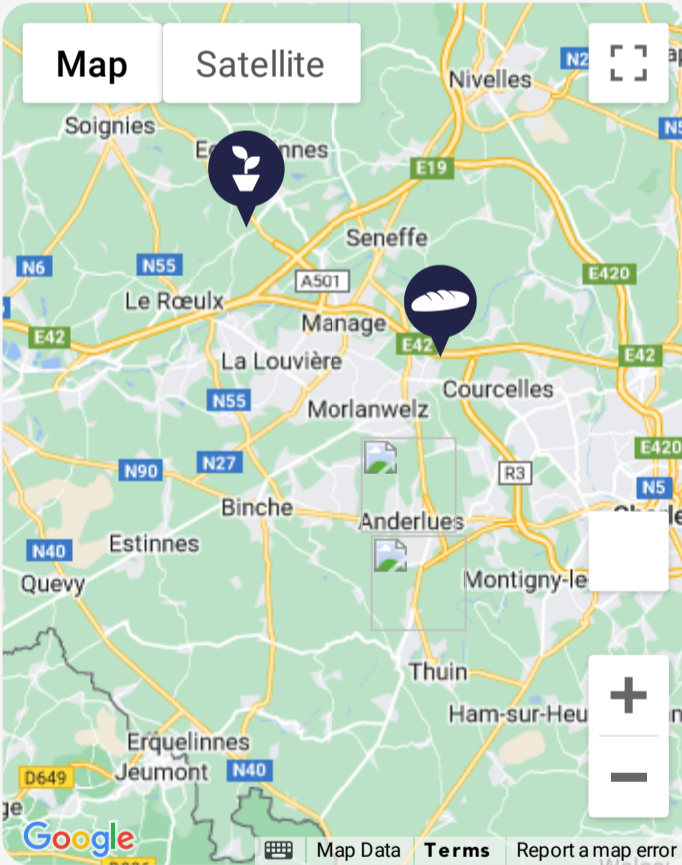 Map
Satellite
N2
Nivelles
Soignies
N5
E19
Seneffe
N6
N55
A501
E420
Le Rœulx
Manage
E42
E42
E42
La Louvière
Courcelles
N55
Morlanwelz
E420
N27
N90
R3
N5
Binche
Anderlues
N40
Estinnes
Quevy
Montigny-le
Thuin
Ham-sur-Heu
Erquelinnes
Jeumont
N40
D649
Google
Map Data
Terms
Report a map error